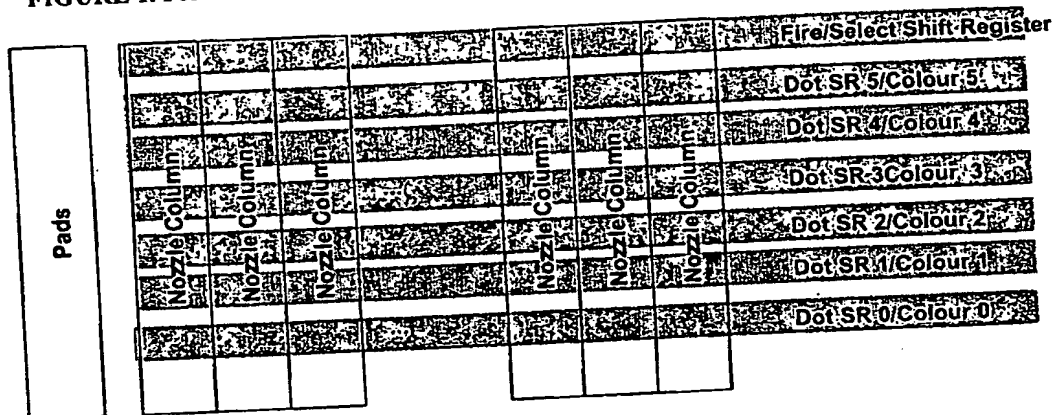 FIGURE
Fire/Select Shift Register
Dot SR 5/Colour 5
Dot SR 4/Colour 4
Dot SR 3Colour 3
Dot SR 2/Colour 2
Dot SR 1/Colour 1
Dot SR 0/Colour 0
Pads
Nozzle Column
Nozzle Column
Nozzle Column
Nozzle Column
Nozzle Column
Nozzle Column